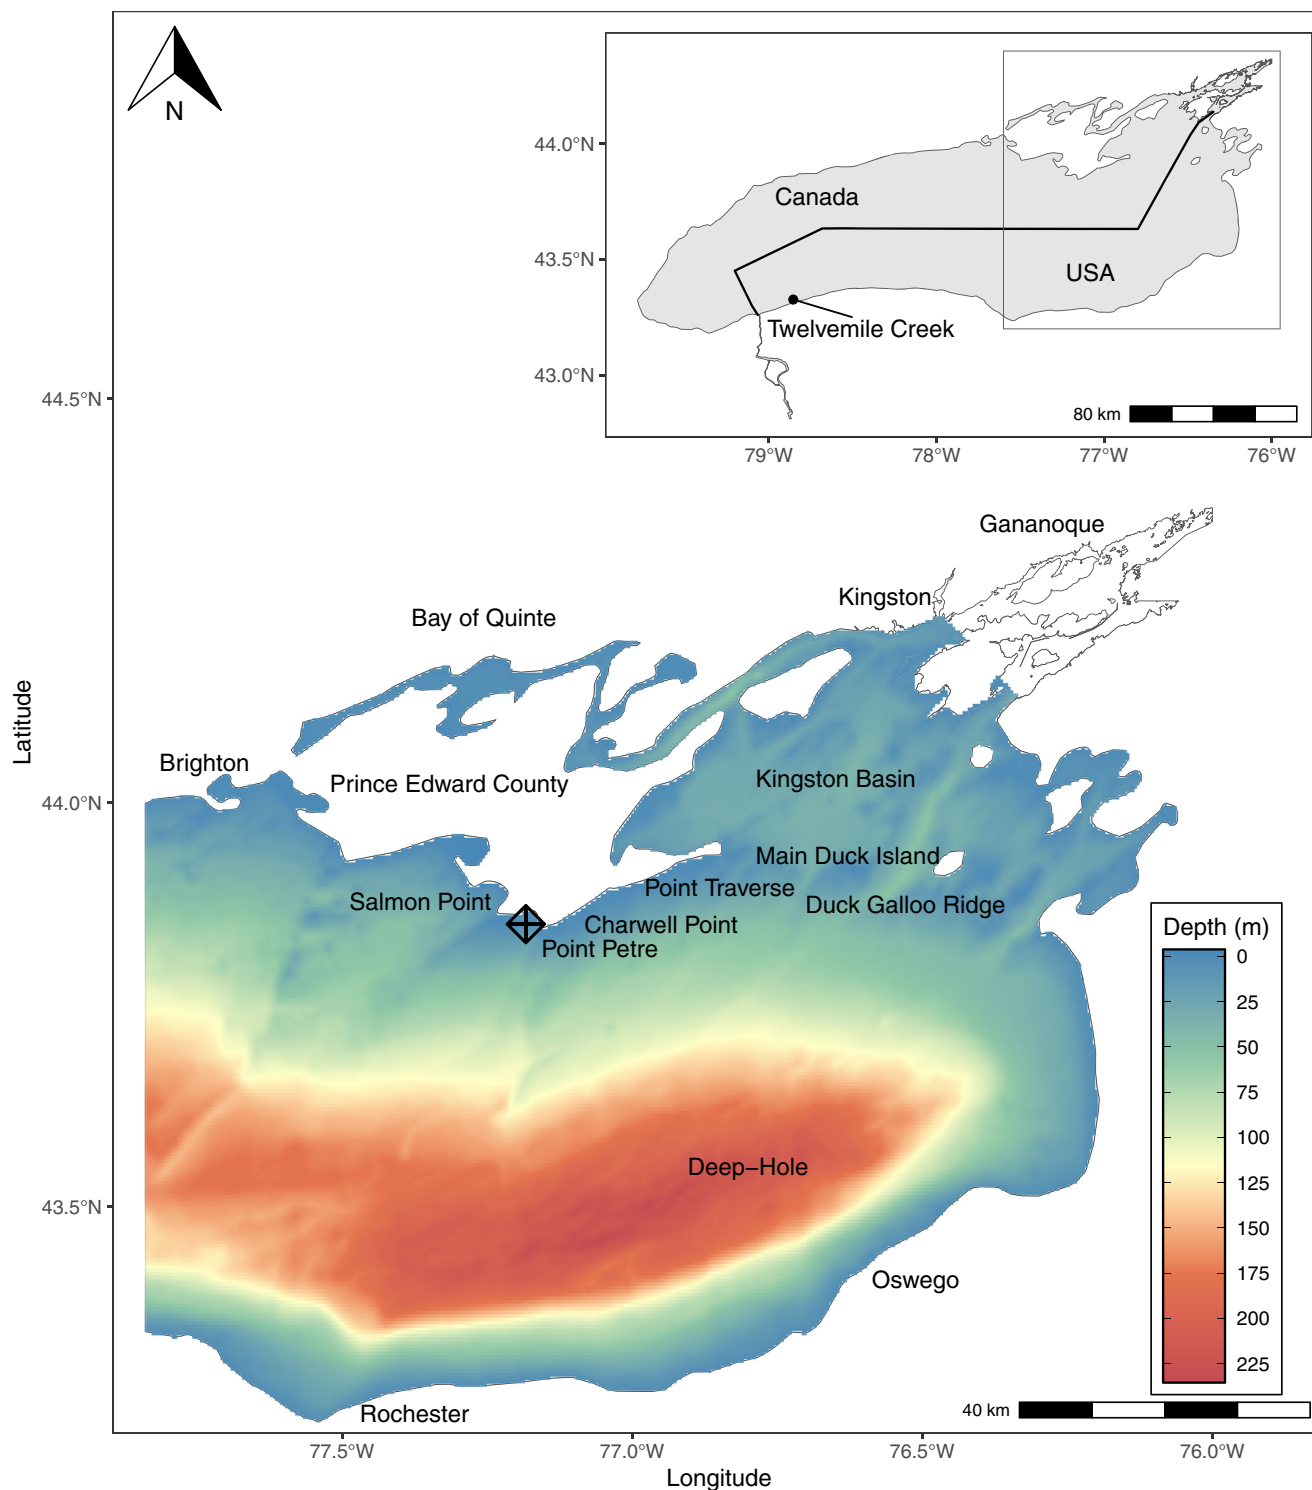 N
44.0°N
43.5°N
43.0°N
Canada
USA
Twelvemile Creek
80 km
79°W
78°W
77°W
76°W
44.5°N
44.0°N
43.5°N
Latitude
Gananoque
Kingston
Bay of Quinte
Brighton
Prince Edward County
Kingston Basin
Main Duck Island
Point Traverse
Salmon Point
Duck Galloo Ridge
Charwell Point
Point Petre
Deep–Hole
Oswego
Rochester
Depth (m)
0
25
50
75
100
125
150
175
200
225
40 km
77.5°W
77.0°W
76.5°W
76.0°W
Longitude